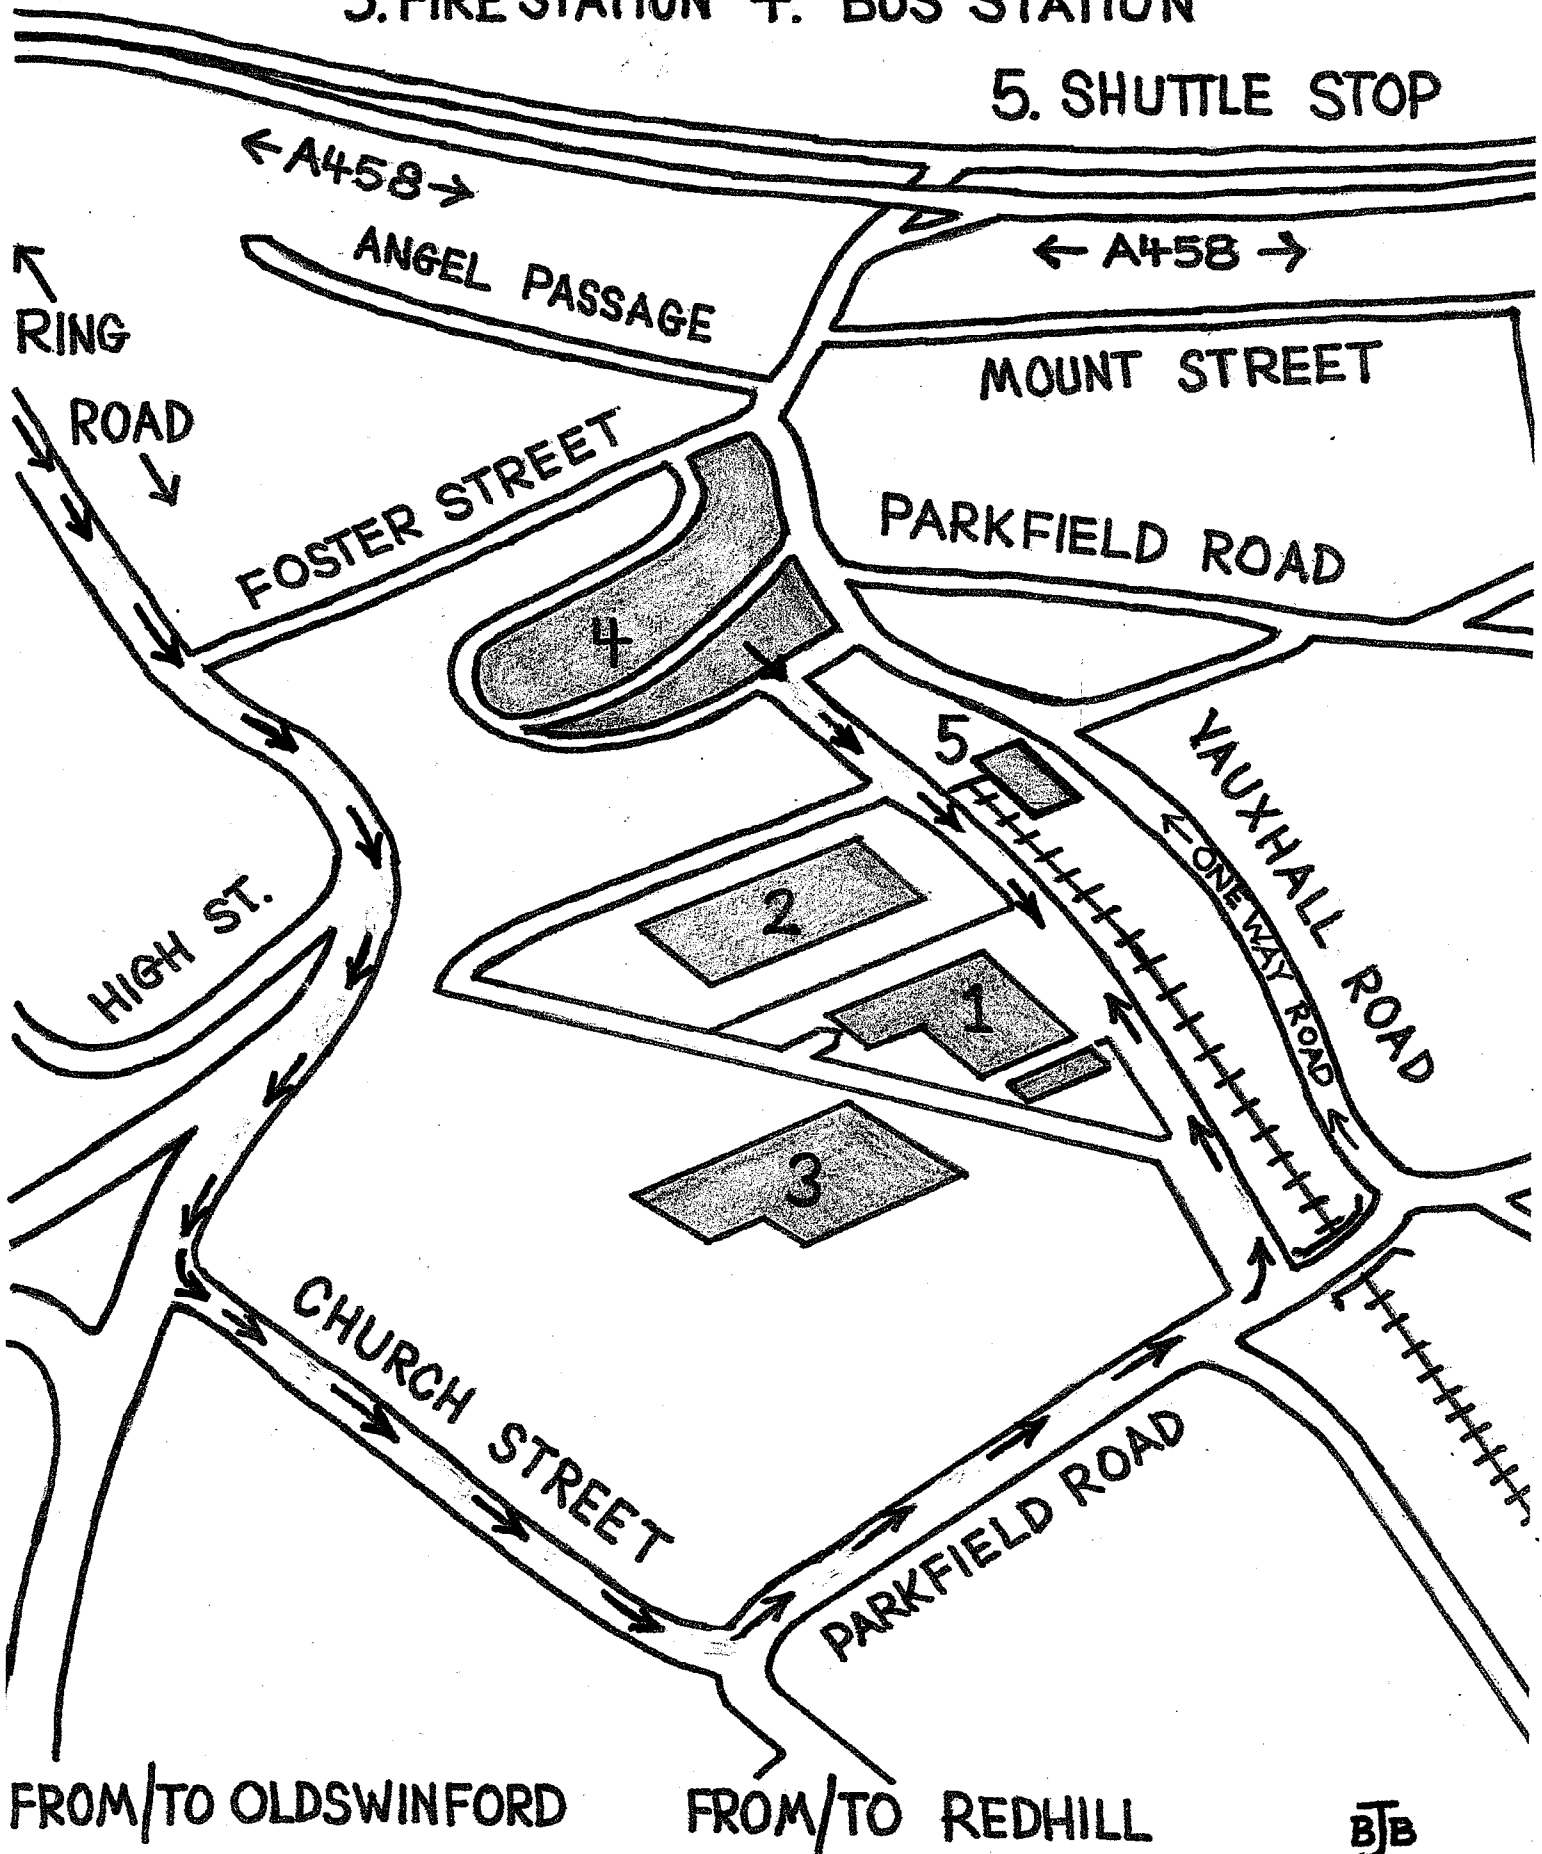 3. FIRE STATION 4. BUS STATION
5. SHUTTLE STOP
← A458 →
← A458 →
ANGEL PASSAGE
RING
ROAD
MOUNT STREET
FOSTER STREET
PARKFIELD ROAD
4
5
VAUXHALL ROAD
← ONE WAY ROAD ←
2
HIGH ST.
1
3
CHURCH STREET
PARKFIELD ROAD
FROM/TO OLDSWINFORD
FROM/TO REDHILL
BJB